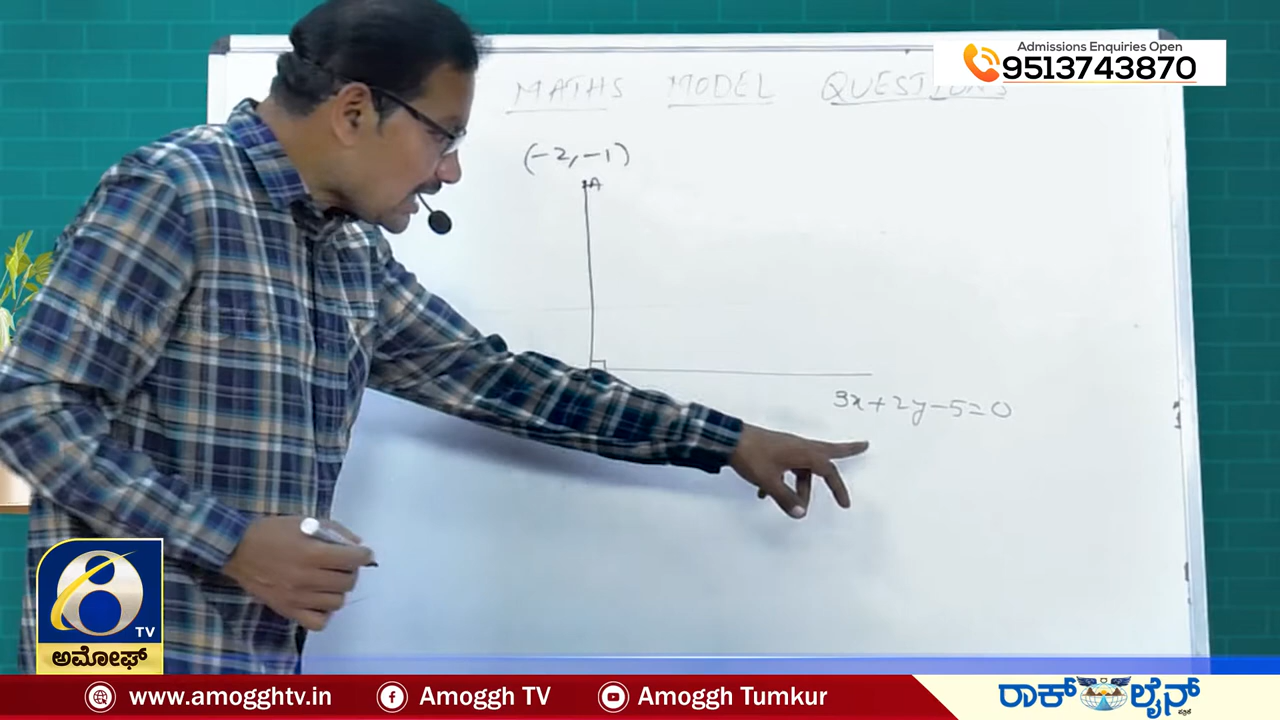 Admissions Enquiries Open
9513743870
MATHS MODEL QUESTIONS
(-2, -1)
A
3x+2y-5=0
TV
ಅಮೋಘ್
www.amogghtv.in
Amoggh TV
Amoggh Tumkur
ರಾಕ್ ಲೈನ್
ಪತ್ರಿಕೆ